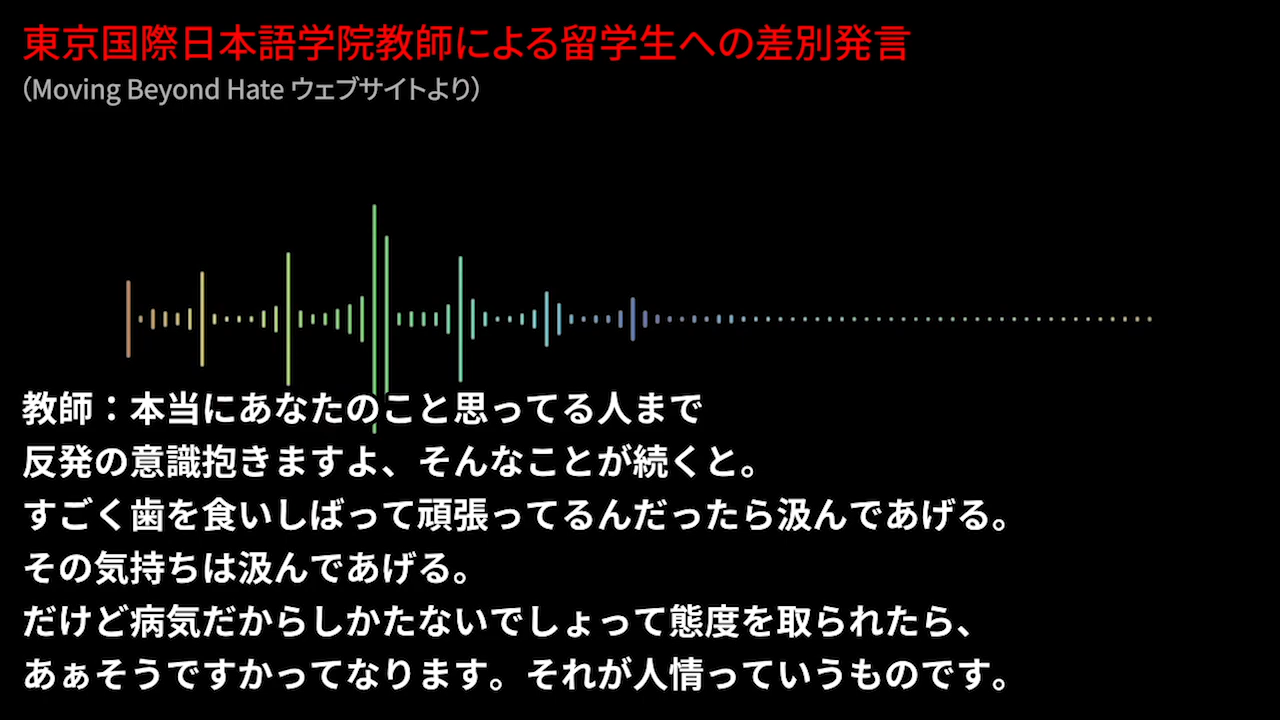 東京国際日本語学院教師による留学生への差別発言
（Moving Beyond Hate ウェブサイトより）
教師：本当にあなたのこと思ってる人まで
反発の意識抱きますよ、そんなことが続くと。
すごく歯を食いしばって頑張ってるんだったら汲んであげる。
その気持ちは汲んであげる。
だけど病気だからしかたないでしょって態度を取られたら、
あぁそうですかってなります。それが人情っていうものです。